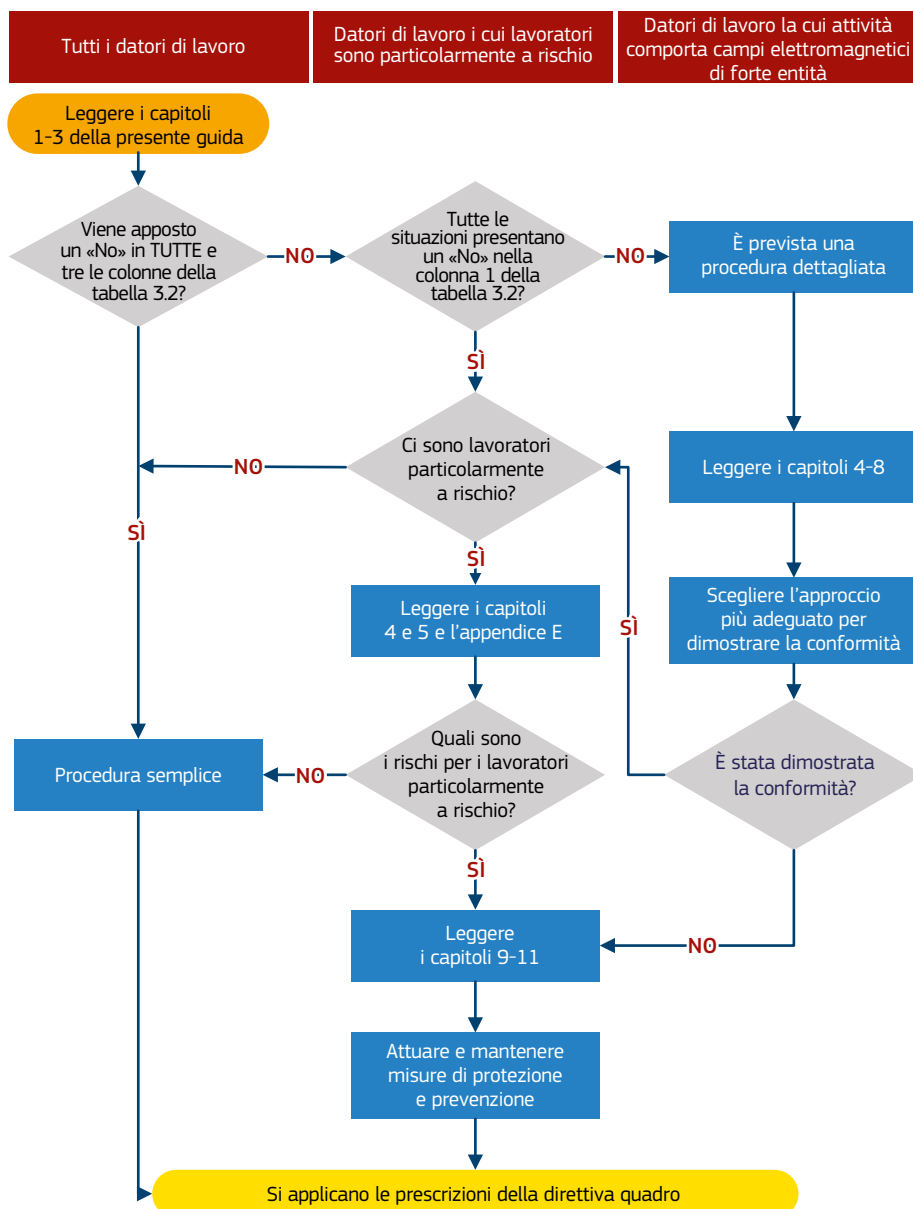 Tutti i datori di lavoro
Datori di lavoro i cui lavoratori
sono particolarmente a rischio
Datori di lavoro la cui attività
comporta campi elettromagnetici
di forte entità
Leggere i capitoli
1-3 della presente guida
Viene apposto
un «No» in TUTTE e
tre le colonne della
tabella 3.2?
NO
Tutte le
situazioni presentano
un «No» nella
colonna 1 della
tabella 3.2?
NO
È prevista una
procedura dettagliata
SÌ
Ci sono lavoratori
particolarmente
a rischio?
NO
Leggere i capitoli 4-8
SÌ
SÌ
Leggere i capitoli
4 e 5 e l'appendice E
SÌ
Scegliere l'approccio
più adeguato per
dimostrare la conformità
Procedura semplice
NO
Quali sono
i rischi per i lavoratori
particolarmente
a rischio?
È stata dimostrata
la conformità?
SÌ
Leggere
i capitoli 9-11
NO
Attuare e mantenere
misure di protezione
e prevenzione
Si applicano le prescrizioni della direttiva quadro